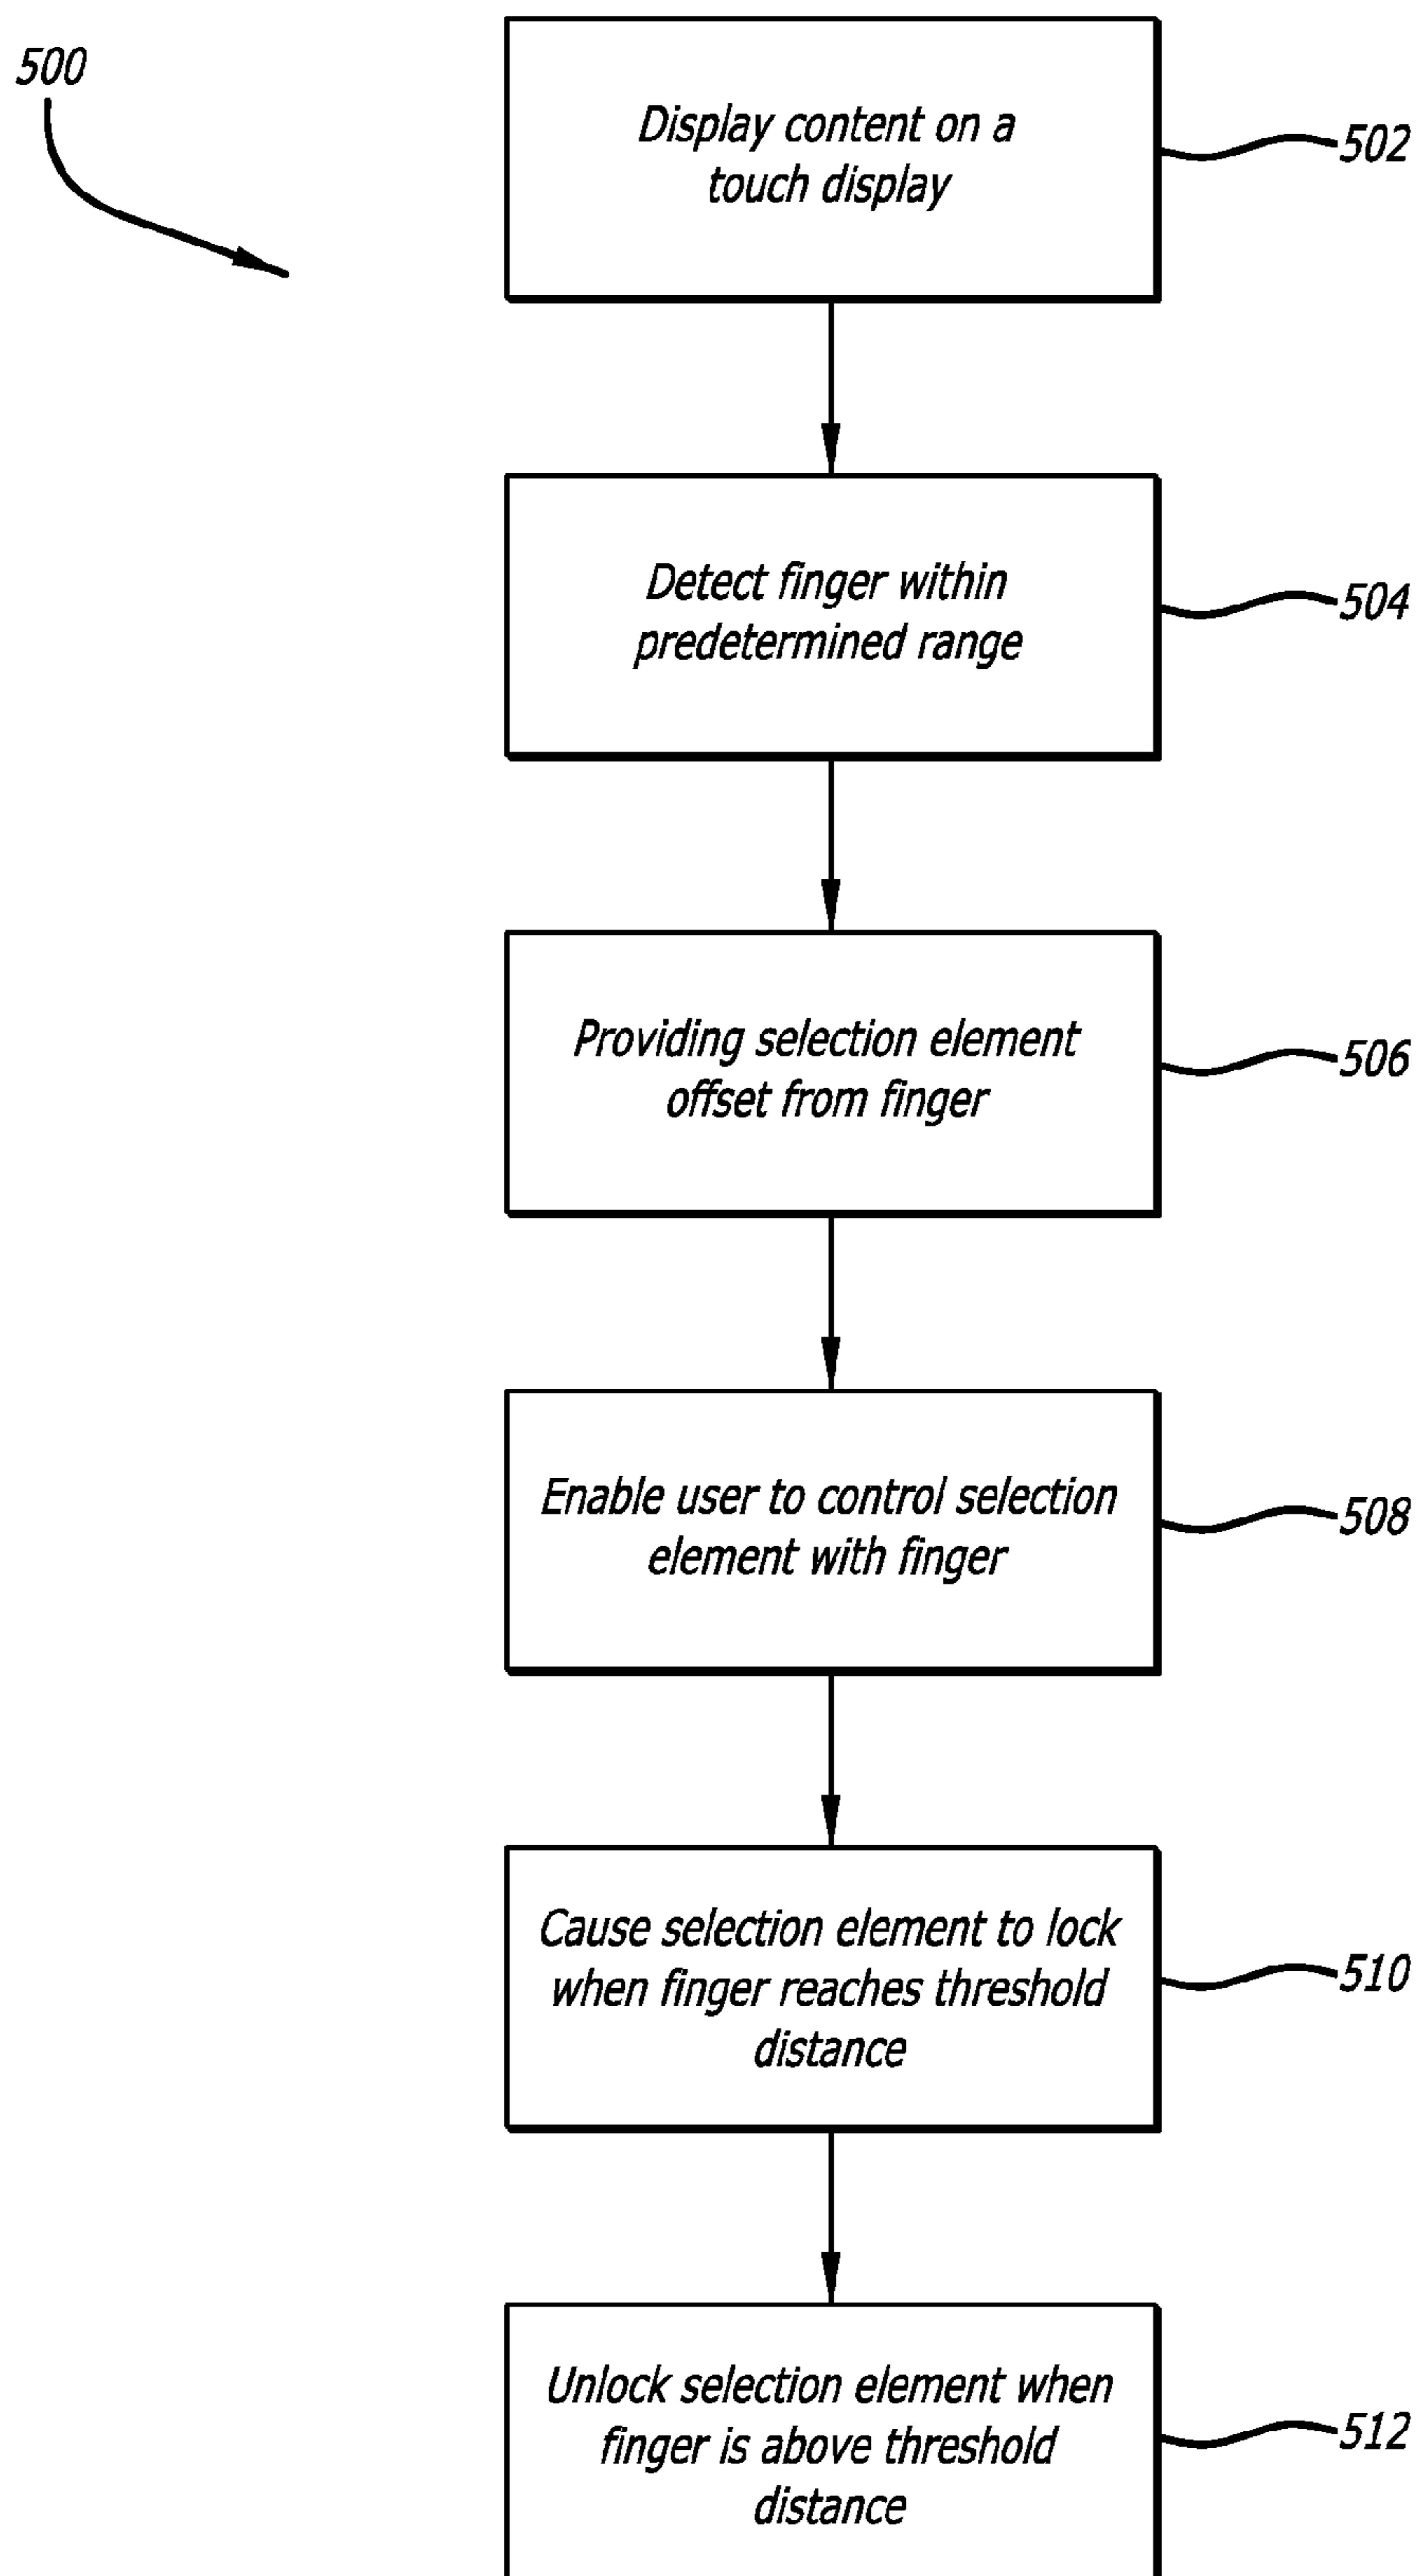 500
Display content on a
touch display
502
Detect finger within
predetermined range
504
Providing selection element
offset from finger
506
Enable user to control selection
element with finger
508
Cause selection element to lock
when finger reaches threshold
distance
510
Unlock selection element when
finger is above threshold
distance
512